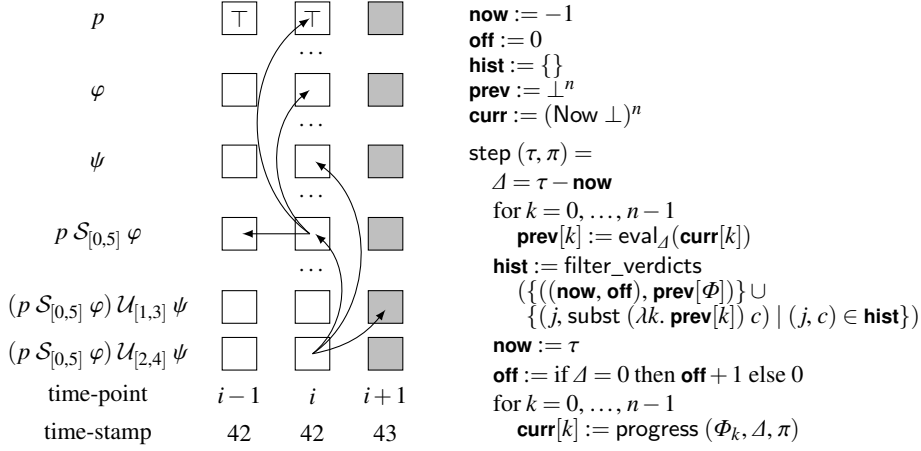 p ⊤ ⊤
...
φ
...
ψ
...
p S[0,5] φ
...
(p S[0,5] φ) U[1,3] ψ
(p S[0,5] φ) U[2,4] ψ
time-point i−1 i i+1
time-stamp 42 42 43
now := −1
off := 0
hist := {}
prev := ⊥ⁿ
curr := (Now ⊥)ⁿ
step (τ, π) =
Δ = τ − now
for k = 0, ..., n−1
prev[k] := eval_Δ(curr[k])
hist := filter_verdicts
({((now, off), prev[Φ])} ∪
{(j, subst (λk. prev[k]) c) | (j, c) ∈ hist})
now := τ
off := if Δ = 0 then off + 1 else 0
for k = 0, ..., n−1
curr[k] := progress (Φₖ, Δ, π)